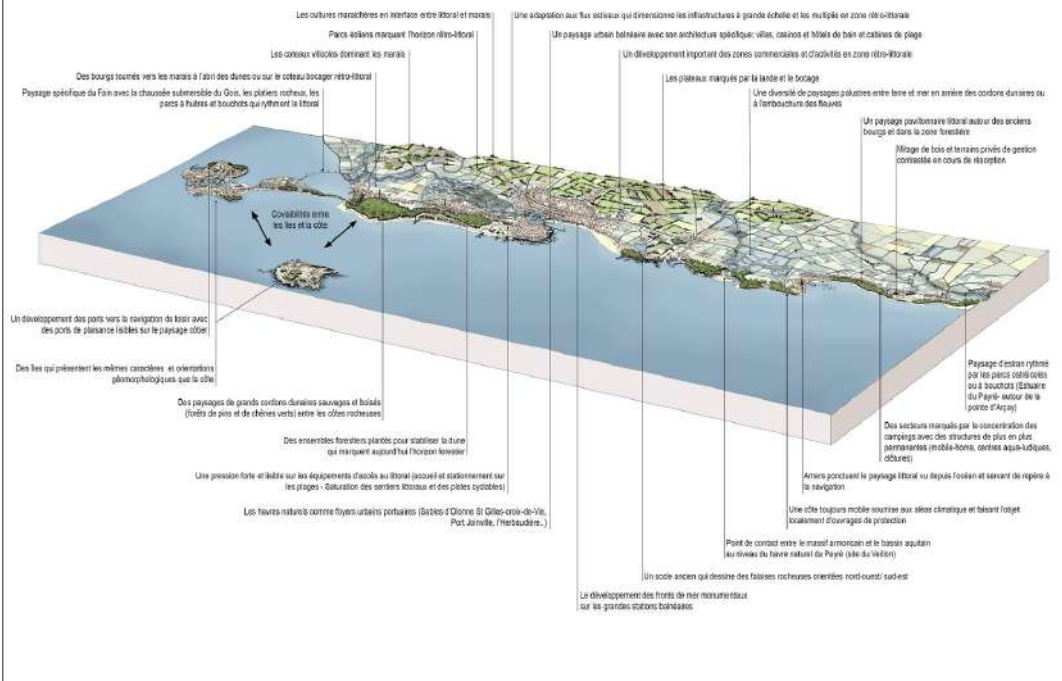 Les cultures maraichères en interface entre littoral et marais
Une adaptation aux flux estivaux qui dimensionne les infrastructures à grande échelle et les multiplie en zone rétro-littorale
Parcs éoliens marquent l'horizon rétro-littoral
Un paysage urbain balnéaire avec son architecture spécifique: villas, casinos et hôtels de bain et cabines de plage
Les coteaux viticoles dominant les marais
Un développement important des zones commerciales et d'activités en zone rétro-littorale
Des bourgs tournés vers les marais à l'abri des dunes ou sur le coteau bocager rétro-littoral
Les plateaux marqués par la lande et le bocage
Paysage spécifique du Fain avec la chaussée submersible du Gois, les platiers rocheux, les
parcs à huîtres et bouchots qui rythment le littoral
Une diversité de paysages palustres entre terre et mer en arrière des cordons dunaires ou
à l'embouchure des fleuves
Un paysage pavillonnaire littoral autour des anciens
bourgs et dans la zone forestière
Mitage de bois et terrains privés de gestion
contrastée en cours de résorption
Covisibilités entre
les îles et la côte
Un développement des ports vers la navigation de loisir avec
des ports de plaisance lisibles sur le paysage côtier
Des îles qui présentent les mêmes caractères et orientations
géomorphologiques que la côte
Des paysages de grands cordons dunaires sauvages et boisés
(forêts de pins et de chênes verts) entre les côtes rocheuses
Des ensembles forestiers plantés pour stabiliser la dune
qui marquent aujourd'hui l'horizon forestier
Une pression forte et lisible sur les équipements d'accès au littoral (accueil et stationnement sur
les plages - Saturation des sentiers littoraux et des pistes cyclables)
Les havres naturels comme foyers urbains portuaires (Sables d'Olonne St Gilles-croix-de-Vie,
Port Joinville, l'Herbaudière..)
Paysage d'estran rythmé
par les parcs ostréicoles
ou à bouchots (Estuaire
du Payré- autour de la
pointe d'Arçay)
Des secteurs marqués par la concentration des
campings avec des structures de plus en plus
permanentes (mobile-home, centres aqua-ludiques,
clôtures)
Amers ponctuant le paysage littoral vu depuis l'océan et servant de repère à
la navigation
Une côte toujours mobile soumise aux aléas climatique et faisant l'objet
localement d'ouvrages de protection
Point de contact entre le massif armoricain et le bassin aquitain
au niveau du havre naturel du Payré (site du Veillon)
Un socle ancien qui dessine des falaises rocheuses orientées nord-ouest/ sud-est
Le développement des fronts de mer monumentaux
sur les grandes stations balnéaires